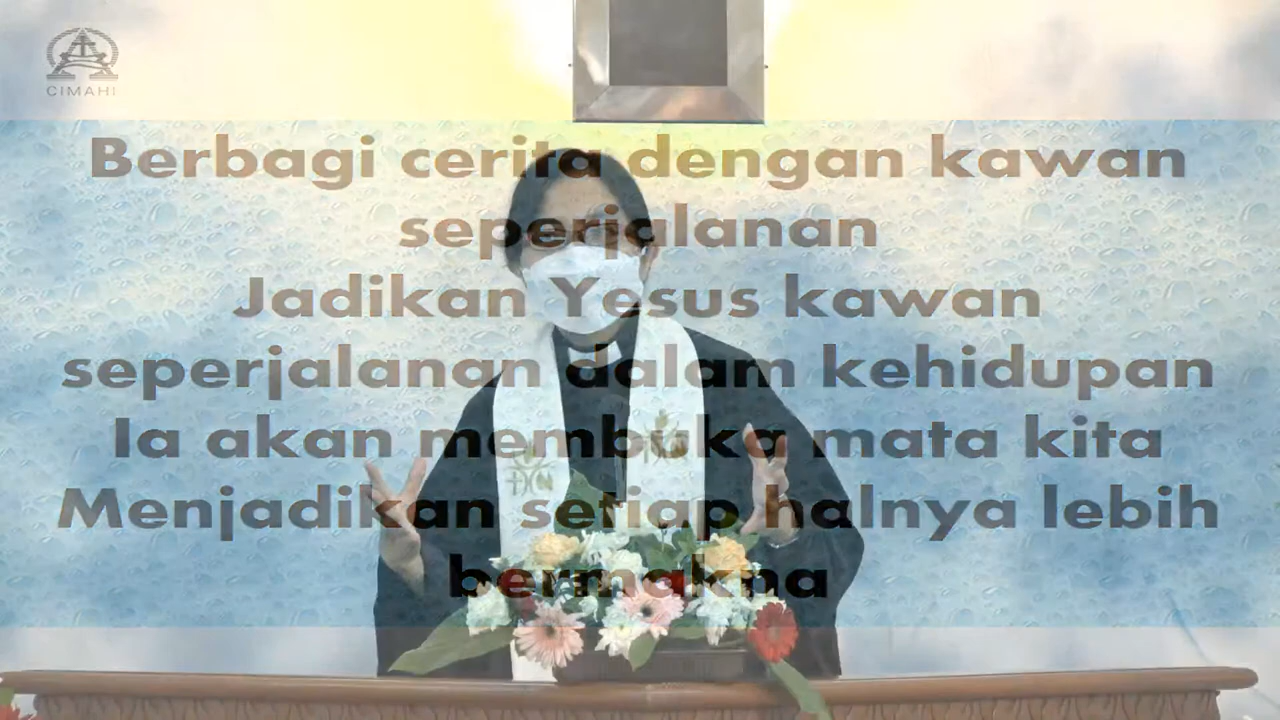 CIMAHI
Berbagi cerita dengan kawan
seperjalanan
Jadikan Yesus kawan
seperjalanan dalam kehidupan
Ia akan membuka mata kita
Menjadikan setiap halnya lebih
bermakna